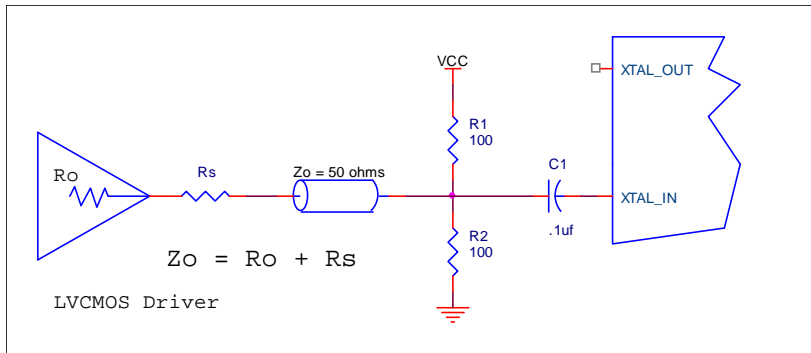 VCC
XTAL_OUT
R1
100
Ro
Rs
Zo = 50 ohms
C1
XTAL_IN
.1uf
R2
100
Zo = Ro + Rs
LVCMOS Driver